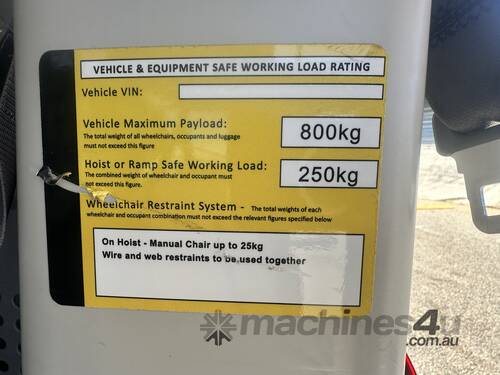 VEHICLE & EQUIPMENT SAFE WORKING LOAD RATING
Vehicle VIN:
Vehicle Maximum Payload:
The total weight of all wheelchairs, occupants and luggage
must not exceed this figure
800kg
Hoist or Ramp Safe Working Load:
The combined weight of wheelchair and occupant must
not exceed this figure.
250kg
Wheelchair Restraint System - The total weights of each
wheelchair and occupant combination must not exceed the relevant figures specified below
On Hoist - Manual Chair up to 25kg
Wire and web restraints to be used together
machines4u
.com.au